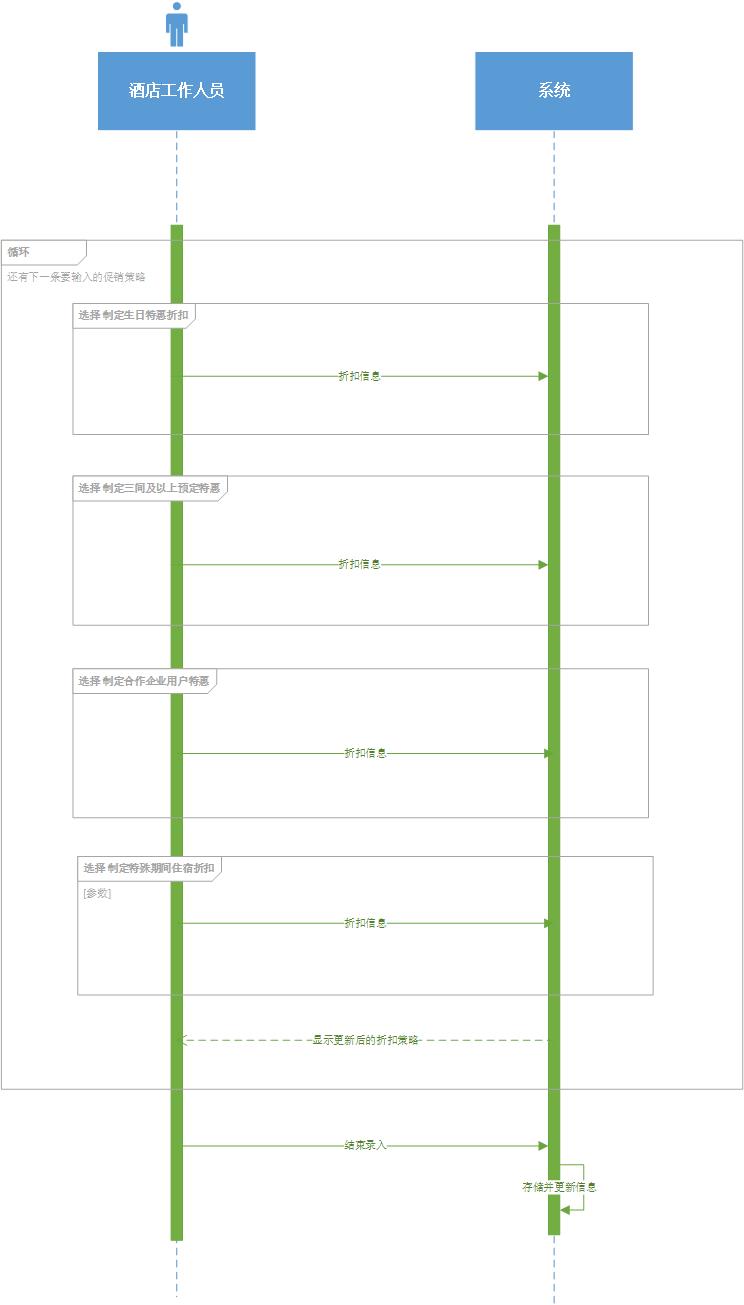 酒店工作人员
系统
循环
还有下一条要输入的促销策略
选择 制定生日特惠折扣
折扣信息
选择 制定三间及以上预定特惠
折扣信息
选择 制定合作企业用户特惠
折扣信息
选择 制定特殊期间住宿折扣
[参数]
折扣信息
显示更新后的折扣策略
结束录入
存储并更新信息